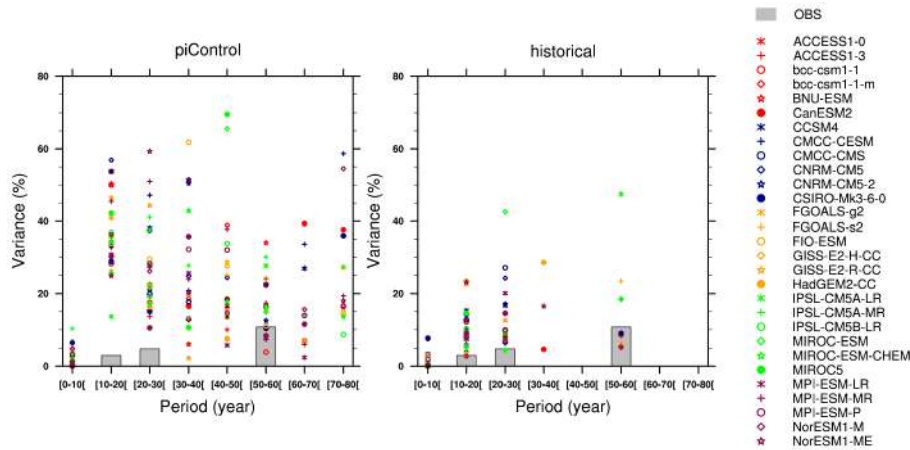 OBS
piControl
historical
80
60
40
20
0
Variance (%)
[0-10[
[10-20[
[20-30[
[30-40[
[40-50[
[50-60[
[60-70[
[70-80[
Period (year)
80
60
40
20
0
Variance (%)
[0-10[
[10-20[
[20-30[
[30-40[
[40-50[
[50-60[
[60-70[
[70-80[
Period (year)
ACCESS1-0
ACCESS1-3
bcc-csm1-1
bcc-csm1-1-m
BNU-ESM
CanESM2
CCSM4
CMCC-CESM
CMCC-CMS
CNRM-CM5
CNRM-CM5-2
CSIRO-Mk3-6-0
FGOALS-g2
FGOALS-s2
FIO-ESM
GISS-E2-H-CC
GISS-E2-R-CC
HadGEM2-CC
IPSL-CM5A-LR
IPSL-CM5A-MR
IPSL-CM5B-LR
MIROC-ESM
MIROC-ESM-CHEM
MIROC5
MPI-ESM-LR
MPI-ESM-MR
MPI-ESM-P
NorESM1-M
NorESM1-ME